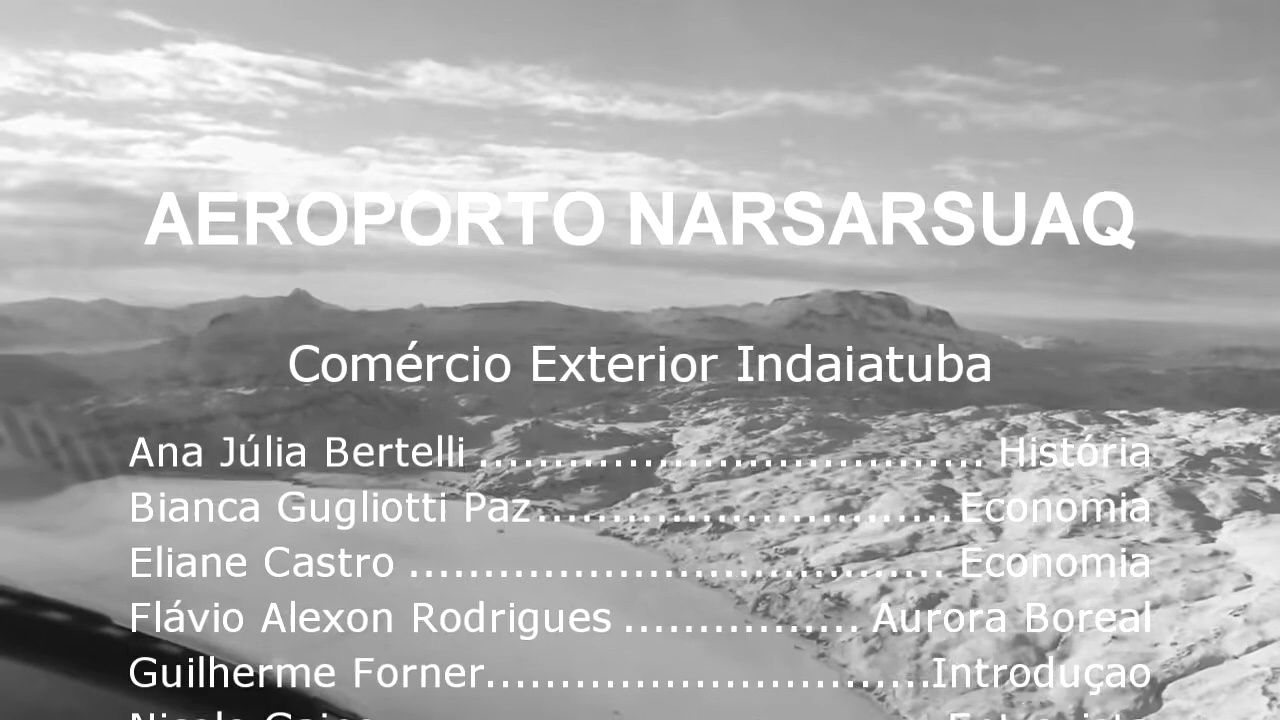 AEROPORTO NARSARSUAQ
Comércio Exterior Indaiatuba
Ana Júlia Bertelli .................................. História
Bianca Gugliotti Paz............................Economia
Eliane Castro .................................... Economia
Flávio Alexon Rodrigues ................ Aurora Boreal
Guilherme Forner..............................Introduçao